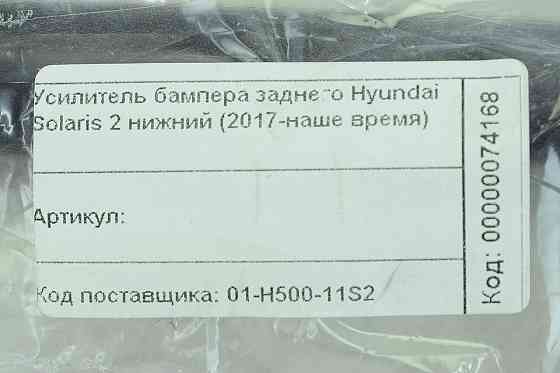 Усилитель бампера заднего Hyundai
Solaris 2 нижний (2017-наше время)
Артикул:
Код поставщика: 01-H500-11S2
Код: 00000074168